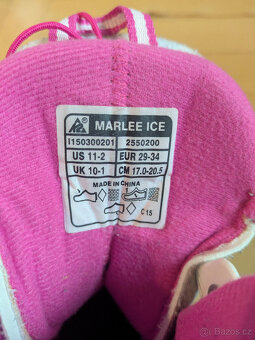 K2 MARLEE ICE
I150300201 2550200
US 11-2 EUR 29-34
UK 10-1 CM 17.0-20.5
MADE IN CHINA
C15
Bazos.cz